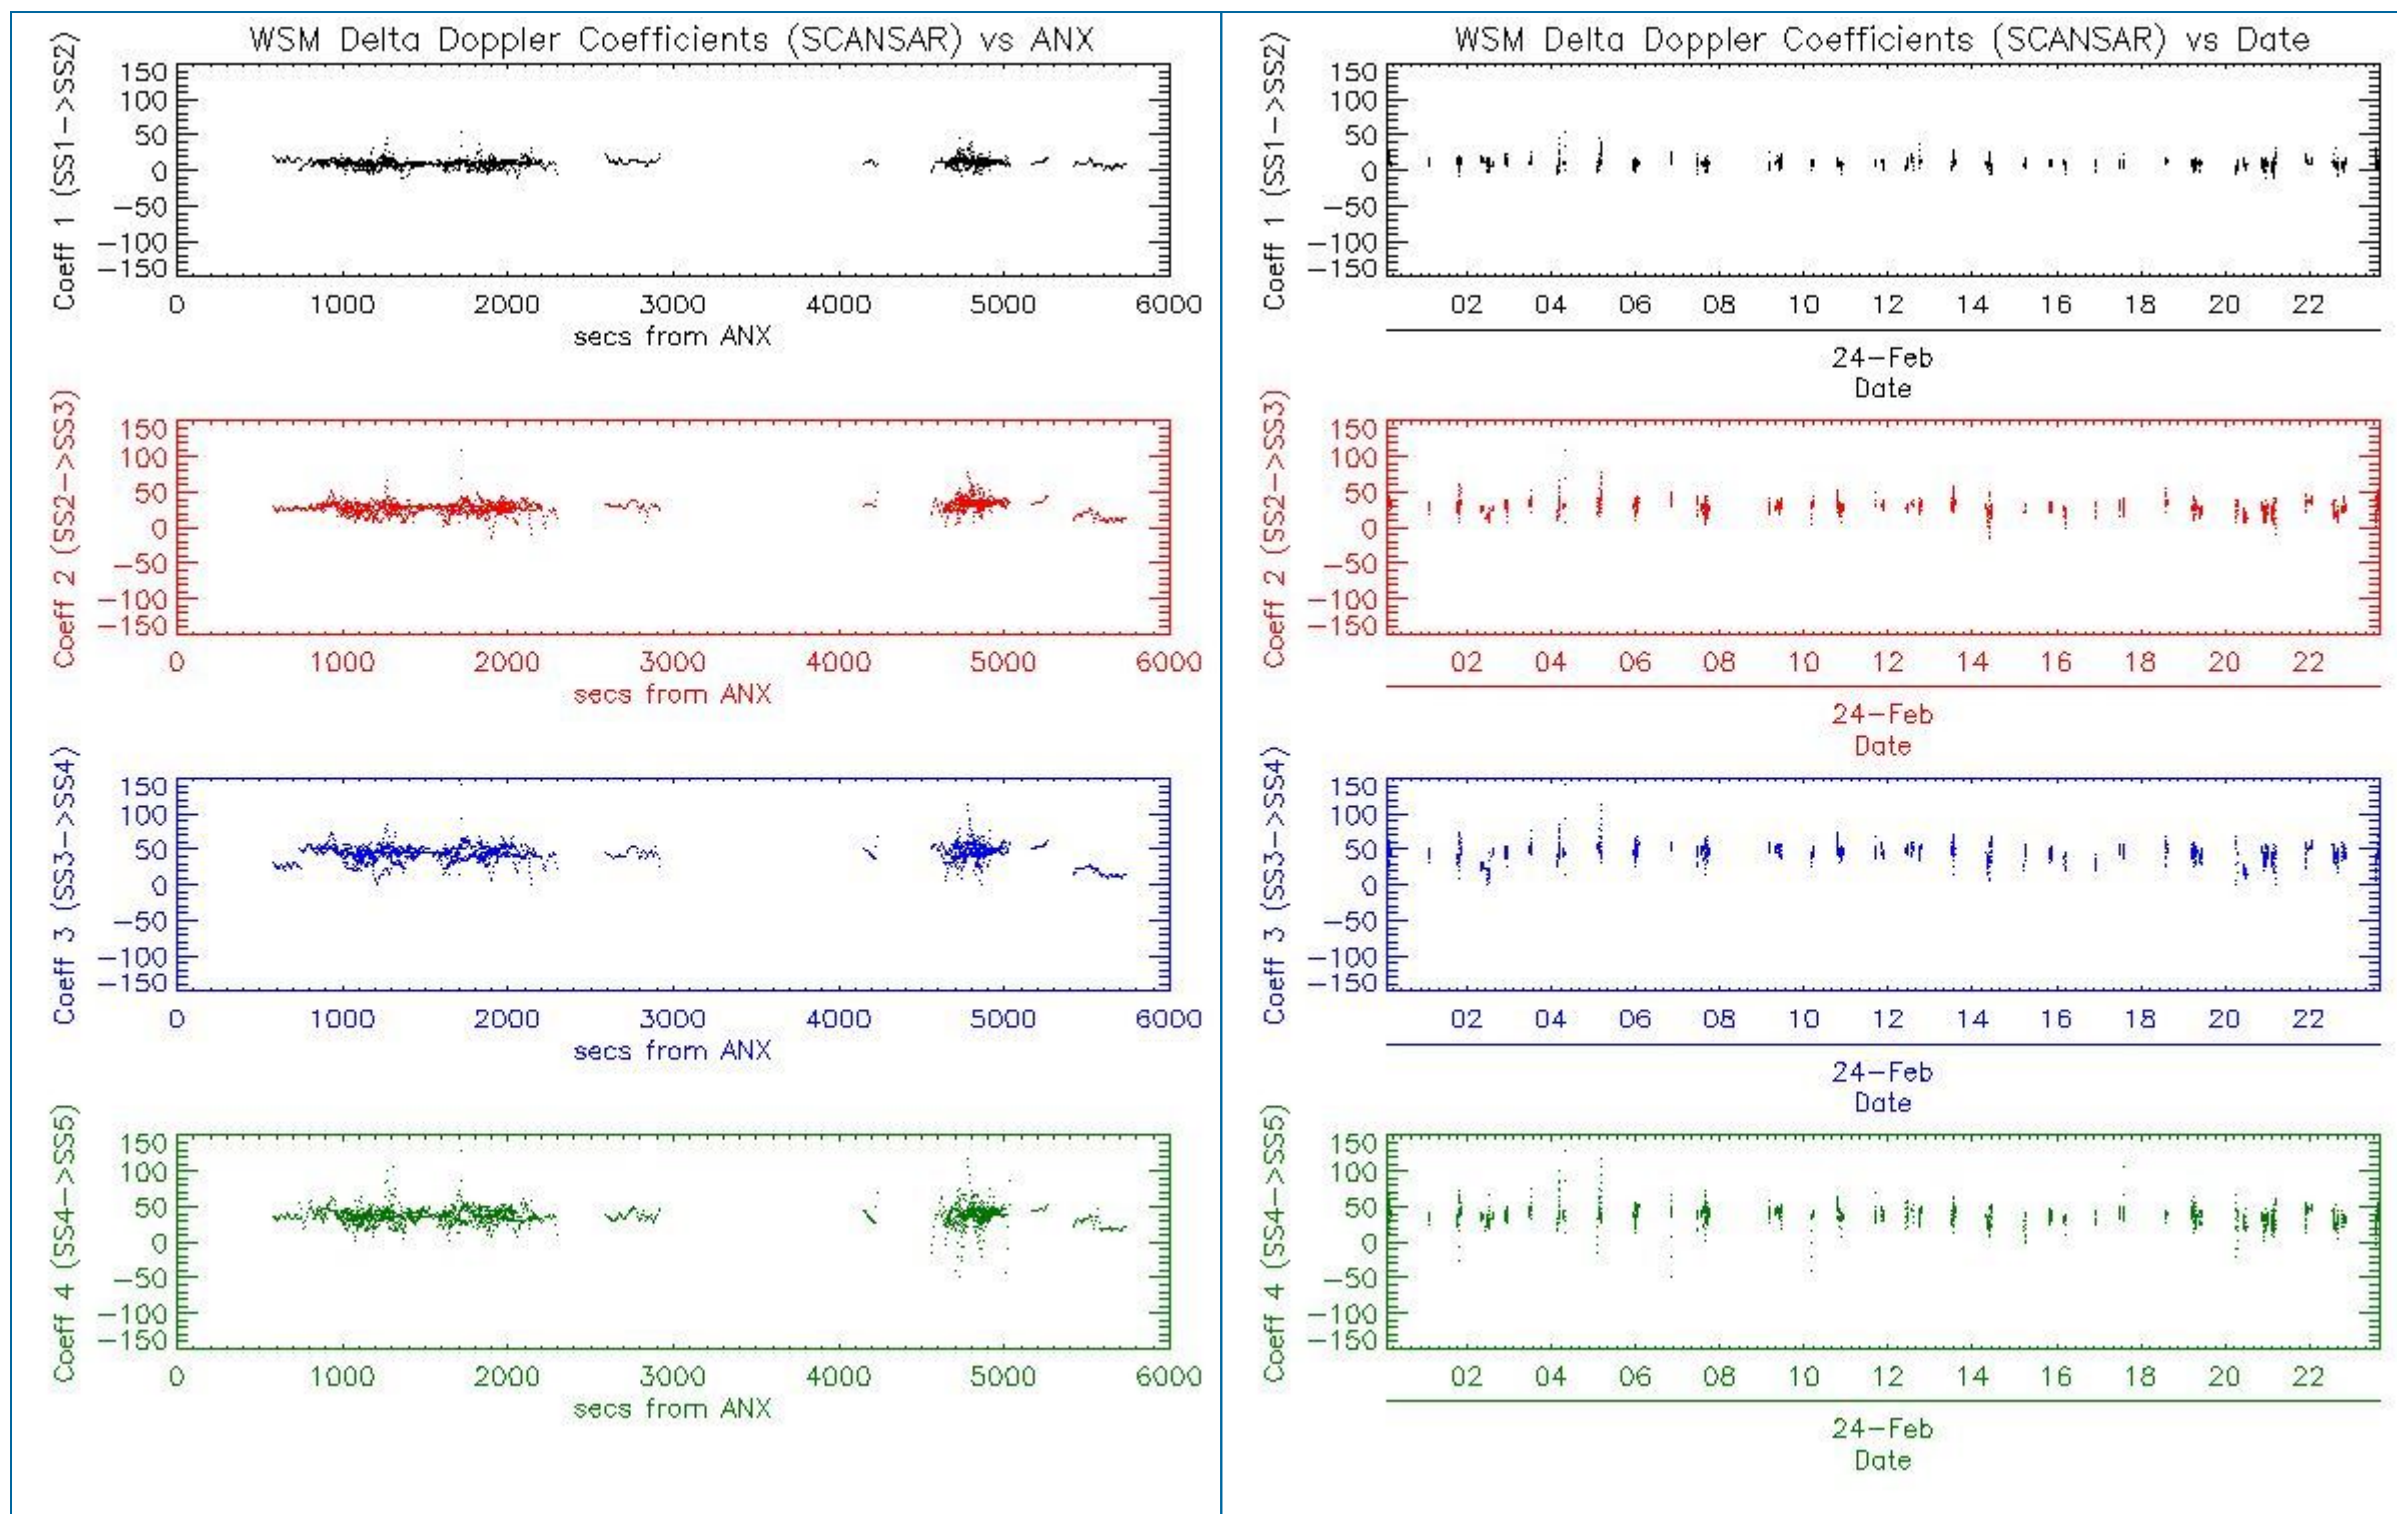 WSM Delta Doppler Coefficients (SCANSAR) vs ANX
Coeff 1 (SS1->SS2)
150
100
50
0
-50
-100
-150
0 1000 2000 3000 4000 5000 6000
secs from ANX
Coeff 2 (SS2->SS3)
150
100
50
0
-50
-100
-150
0 1000 2000 3000 4000 5000 6000
secs from ANX
Coeff 3 (SS3->SS4)
150
100
50
0
-50
-100
-150
0 1000 2000 3000 4000 5000 6000
secs from ANX
Coeff 4 (SS4->SS5)
150
100
50
0
-50
-100
-150
0 1000 2000 3000 4000 5000 6000
secs from ANX
WSM Delta Doppler Coefficients (SCANSAR) vs Date
Coeff 1 (SS1->SS2)
150
100
50
0
-50
-100
-150
02 04 06 08 10 12 14 16 18 20 22
24-Feb
Date
Coeff 2 (SS2->SS3)
150
100
50
0
-50
-100
-150
02 04 06 08 10 12 14 16 18 20 22
24-Feb
Date
Coeff 3 (SS3->SS4)
150
100
50
0
-50
-100
-150
02 04 06 08 10 12 14 16 18 20 22
24-Feb
Date
Coeff 4 (SS4->SS5)
150
100
50
0
-50
-100
-150
02 04 06 08 10 12 14 16 18 20 22
24-Feb
Date